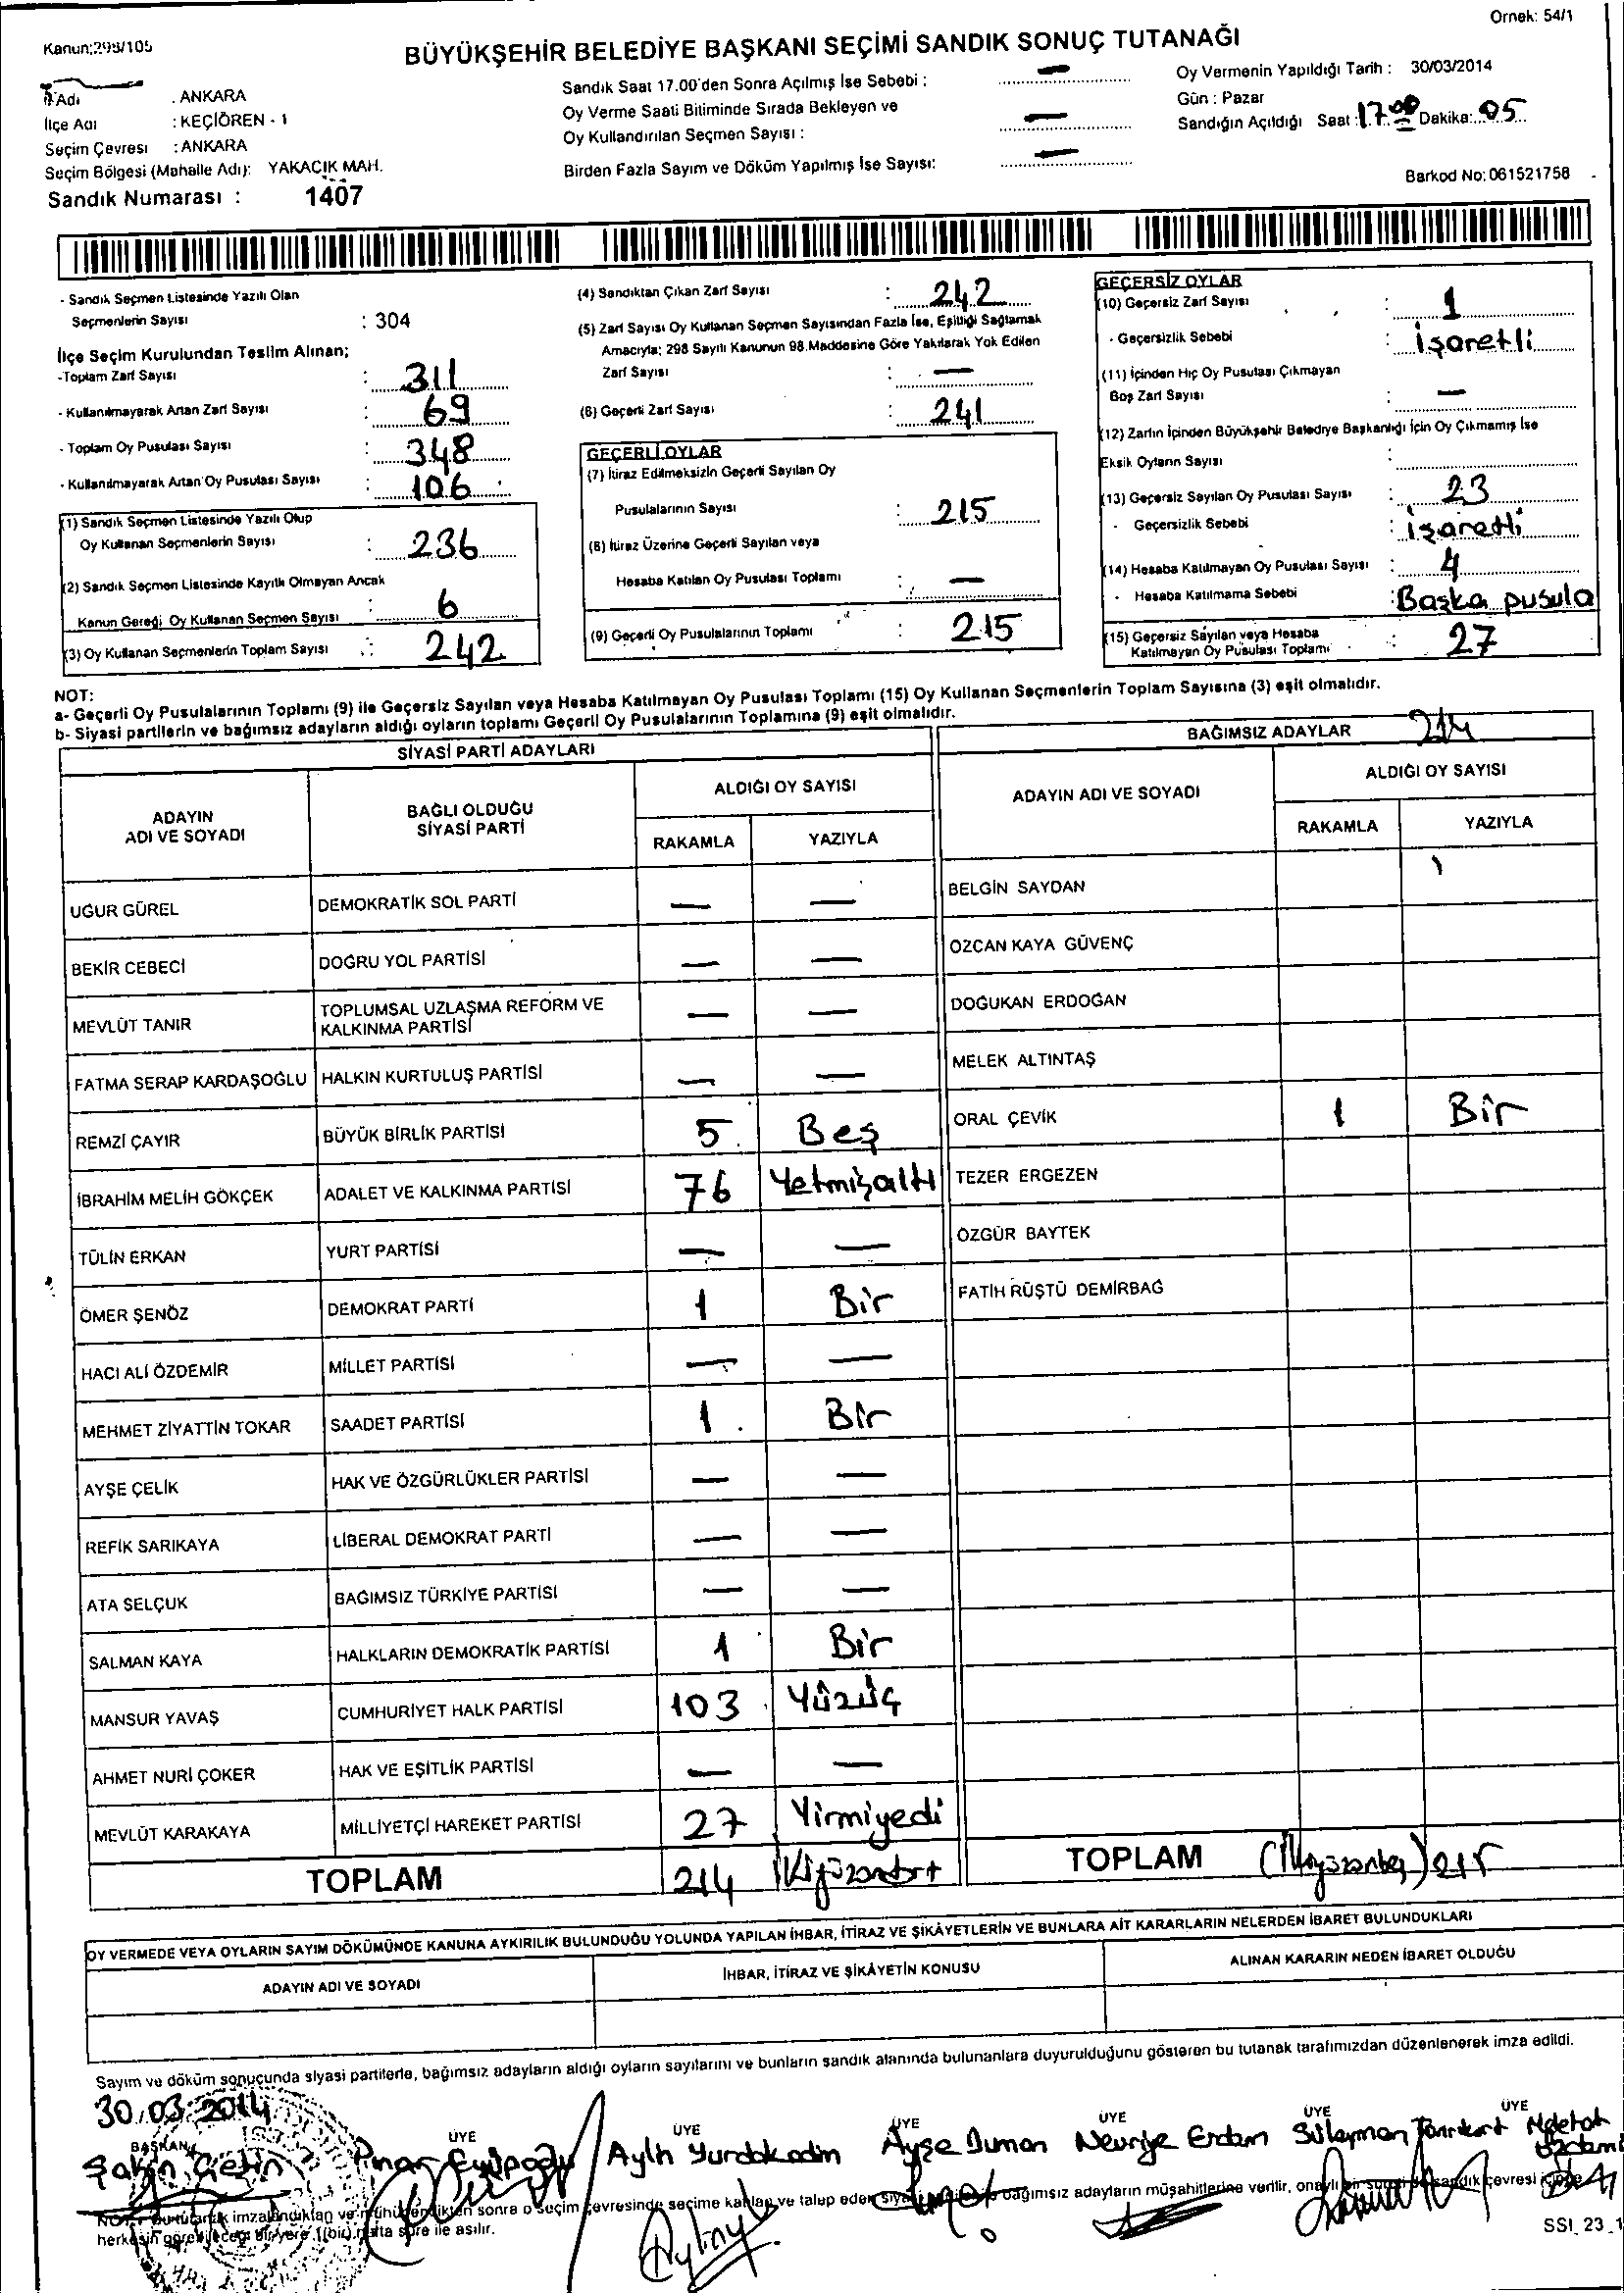 Ornek: 54/1
Kanun:298/105
BÜYÜKŞEHİR BELEDİYE BAŞKANI SEÇİMİ SANDIK SONUÇ TUTANAĞI
Adı : ANKARA
İlçe Adı : KEÇİÖREN - 1
Seçim Çevresi : ANKARA
Seçim Bölgesi (Mahalle Adı): YAKACIK MAH.
Sandık Numarası : 1407
Sandık Saat 17.00'den Sonra Açılmış İse Sebebi : —
Oy Verme Saati Bitiminde Sırada Bekleyen ve
Oy Kullandırılan Seçmen Sayısı : —
Birden Fazla Sayım ve Döküm Yapılmış İse Sayısı: —
Oy Vermenin Yapıldığı Tarih : 30/03/2014
Gün : Pazar
Sandığın Açıldığı Saat : 17.00 Dakika: 05
Barkod No: 061521758
- Sandık Seçmen Listesinde Yazılı Olan
Seçmenlerin Sayısı : 304
İlçe Seçim Kurulundan Teslim Alınan;
-Toplam Zarf Sayısı : 311
- Kullanılmayarak Artan Zarf Sayısı : 69
- Toplam Oy Pusulası Sayısı : 348
- Kullanılmayarak Artan Oy Pusulası Sayısı : 106
(1) Sandık Seçmen Listesinde Yazılı Olup
Oy Kullanan Seçmenlerin Sayısı : 236
(2) Sandık Seçmen Listesinde Kayıtlı Olmayan Ancak
Kanun Gereği Oy Kullanan Seçmen Sayısı : 6
(3) Oy Kullanan Seçmenlerin Toplam Sayısı : 242
(4) Sandıktan Çıkan Zarf Sayısı : 242
(5) Zarf Sayısı Oy Kullanan Seçmen Sayısından Fazla İse, Eşitliği Sağlamak
Amacıyla; 298 Sayılı Kanunun 98.Maddesine Göre Yakılarak Yok Edilen
Zarf Sayısı : —
(6) Geçerli Zarf Sayısı : 241
GEÇERLİ OYLAR
(7) İtiraz Edilmeksizin Geçerli Sayılan Oy
Pusulalarının Sayısı : 215
(8) İtiraz Üzerine Geçerli Sayılan veya
Hesaba Katılan Oy Pusulası Toplamı : —
(9) Geçerli Oy Pusulalarının Toplamı : 215
GEÇERSİZ OYLAR
(10) Geçersiz Zarf Sayısı : 1
- Geçersizlik Sebebi : işaretli
(11) İçinden Hiç Oy Pusulası Çıkmayan
Boş Zarf Sayısı : —
(12) Zarfın İçinden Büyükşehir Belediye Başkanlığı İçin Oy Çıkmamış İse
Eksik Oyların Sayısı :
(13) Geçersiz Sayılan Oy Pusulası Sayısı : 23
- Geçersizlik Sebebi : işaretli
(14) Hesaba Katılmayan Oy Pusulası Sayısı : 4
- Hesaba Katılmama Sebebi : Başka pusula
(15) Geçersiz Sayılan veya Hesaba
Katılmayan Oy Pusulası Toplamı : 27
NOT:
a- Geçerli Oy Pusulalarının Toplamı (9) ile Geçersiz Sayılan veya Hesaba Katılmayan Oy Pusulası Toplamı (15) Oy Kullanan Seçmenlerin Toplam Sayısına (3) eşit olmalıdır.
b- Siyasi partilerin ve bağımsız adayların aldığı oyların toplamı Geçerli Oy Pusulalarının Toplamına (9) eşit olmalıdır.
SİYASİ PARTİ ADAYLARI
BAĞIMSIZ ADAYLAR 214
ADAYIN ADI VE SOYADI
BAĞLI OLDUĞU SİYASİ PARTİ
ALDIĞI OY SAYISI
RAKAMLA YAZIYLA
ADAYIN ADI VE SOYADI
ALDIĞI OY SAYISI
RAKAMLA YAZIYLA
UĞUR GÜREL DEMOKRATİK SOL PARTİ — —
BEKİR CEBECİ DOĞRU YOL PARTİSİ — —
MEVLÜT TANIR TOPLUMSAL UZLAŞMA REFORM VE KALKINMA PARTİSİ — —
FATMA SERAP KARDAŞOĞLU HALKIN KURTULUŞ PARTİSİ — —
REMZİ ÇAYIR BÜYÜK BİRLİK PARTİSİ 5 Beş
İBRAHİM MELİH GÖKÇEK ADALET VE KALKINMA PARTİSİ 76 Yetmişaltı
TÜLİN ERKAN YURT PARTİSİ — —
ÖMER ŞENÖZ DEMOKRAT PARTİ 1 Bir
HACI ALİ ÖZDEMİR MİLLET PARTİSİ — —
MEHMET ZİYATTİN TOKAR SAADET PARTİSİ 1 Bir
AYŞE ÇELİK HAK VE ÖZGÜRLÜKLER PARTİSİ — —
REFİK SARIKAYA LİBERAL DEMOKRAT PARTİ — —
ATA SELÇUK BAĞIMSIZ TÜRKİYE PARTİSİ — —
SALMAN KAYA HALKLARIN DEMOKRATİK PARTİSİ 1 Bir
MANSUR YAVAŞ CUMHURİYET HALK PARTİSİ 103 Yüzüç
AHMET NURİ ÇOKER HAK VE EŞİTLİK PARTİSİ — —
MEVLÜT KARAKAYA MİLLİYETÇİ HAREKET PARTİSİ 27 Yirmiyedi
TOPLAM 214 İkiyüzondört
BELGİN SAYDAN
ÖZCAN KAYA GÜVENÇ
DOĞUKAN ERDOĞAN
MELEK ALTINTAŞ
ORAL ÇEVİK 1 Bir
TEZER ERGEZEN
ÖZGÜR BAYTEK
FATİH RÜŞTÜ DEMİRBAĞ
TOPLAM (İkiyüzonbeş) 215
OY VERMEDE VEYA OYLARIN SAYIM DÖKÜMÜNDE KANUNA AYKIRILIK BULUNDUĞU YOLUNDA YAPILAN İHBAR, İTİRAZ VE ŞİKÂYETLERİN VE BUNLARA AİT KARARLARIN NELERDEN İBARET BULUNDUKLARI
ADAYIN ADI VE SOYADI
İHBAR, İTİRAZ VE ŞİKÂYETİN KONUSU
ALINAN KARARIN NEDEN İBARET OLDUĞU
Sayım ve döküm sonucunda siyasi partilerle, bağımsız adayların aldığı oyların sayılarını ve bunların sandık alanında bulunanlara duyurulduğunu gösteren bu tutanak tarafımızdan düzenlenerek imza edildi.
30.03.2014
BAŞKAN ÜYE ÜYE ÜYE ÜYE ÜYE ÜYE
Şakin Çetin Pınar Aylin Yurdakadim Ayşe Duman Nevriye Erdem Süleyman
NOT: Bu tutanak imzalandıktan ve mühürlendikten sonra o seçim çevresinde seçime katılan ve talep eden bağımsız adayların müşahitlerine verilir, onaylı bir sandık çevresi
herkesin görebileceği bir yere 1(bir) hafta süre ile asılır.
SSI_23_1